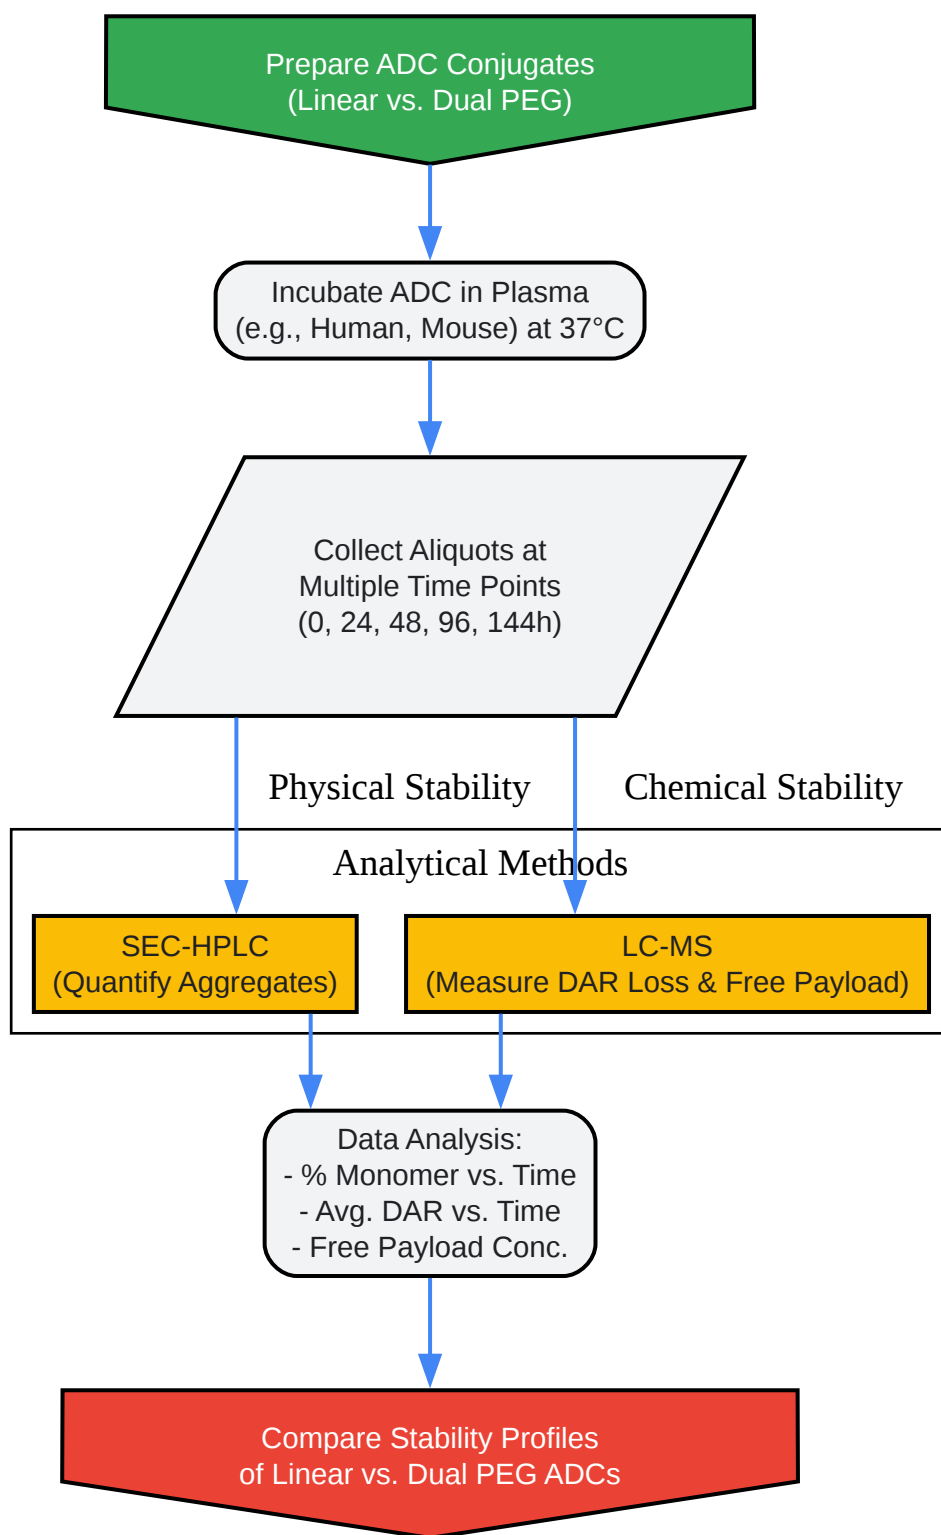 Prepare ADC Conjugates
(Linear vs. Dual PEG)
Incubate ADC in Plasma
(e.g., Human, Mouse) at 37°C
Collect Aliquots at
Multiple Time Points
(0, 24, 48, 96, 144h)
Physical Stability
Chemical Stability
Analytical Methods
SEC-HPLC
(Quantify Aggregates)
LC-MS
(Measure DAR Loss & Free Payload)
Data Analysis:
- % Monomer vs. Time
- Avg. DAR vs. Time
- Free Payload Conc.
Compare Stability Profiles
of Linear vs. Dual PEG ADCs